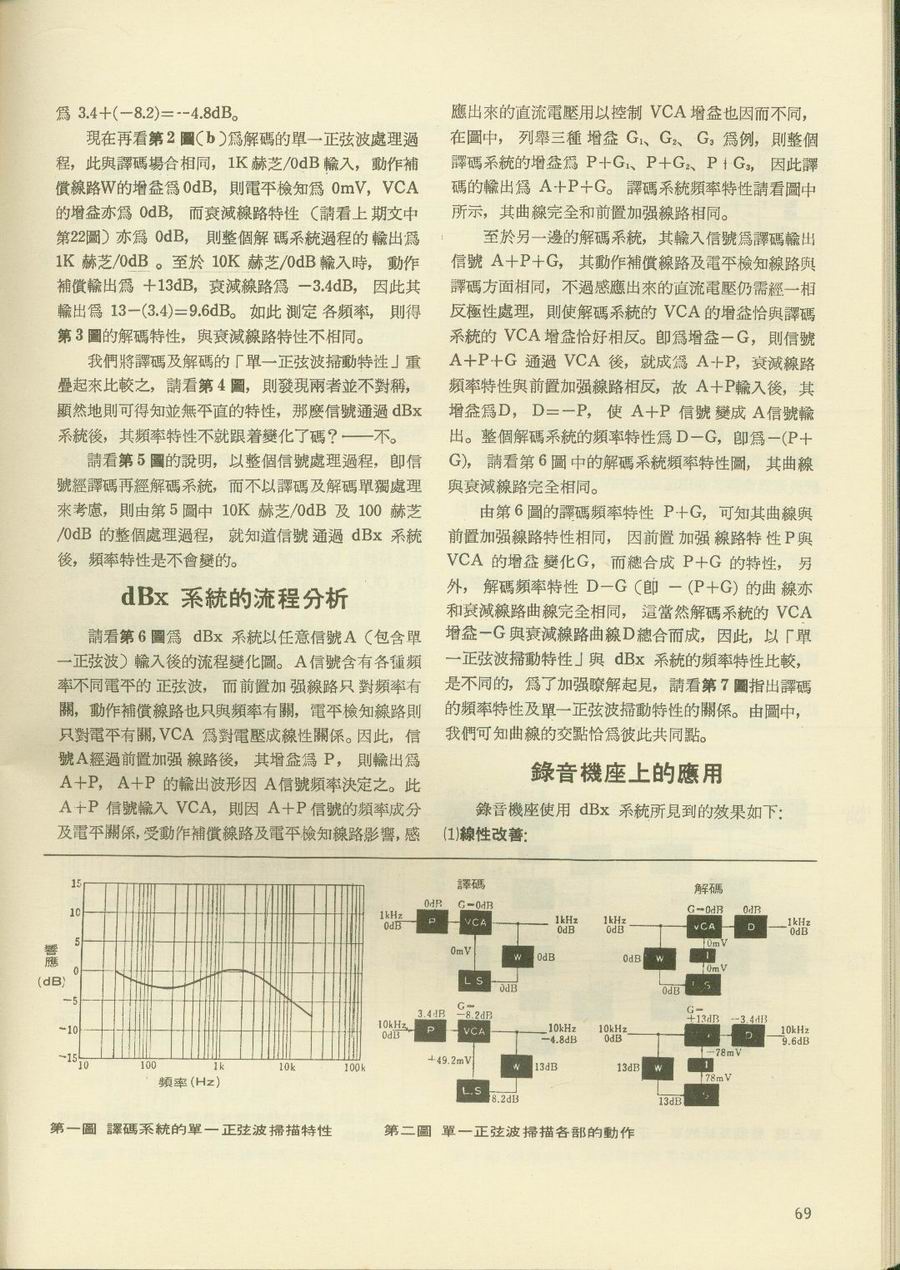 爲 3.4+(−8.2)=−-4.8dB。
現在再看第2圖(b)爲解碼的單一正弦波處理過
程，此與譯碼場合相同，1K 赫芝/0dB 輸入，動作補
償線路W的增益爲0dB，則電平檢知爲 0mV，VCA
的增益亦爲 0dB，而衰減線路特性（請看上期文中
第22圖）亦爲 0dB，則整個解碼系統過程的輸出爲
1K 赫芝/0dB 。至於 10K 赫芝/0dB 輸入時，動作
補償輸出爲 +13dB，衰減線路爲 −3.4dB，因此其
輸出爲 13−(3.4)=9.6dB。如此測定各頻率，則得
第3圖的解碼特性，與衰減線路特性不相同。
我們將譯碼及解碼的「單一正弦波掃動特性」重
疊起來比較之，請看第4圖，則發現兩者並不對稱，
顯然地則可得知並無平直的特性，那麼信號通過 dBx
系統後，其頻率特性不就跟着變化了碼？——不。
請看第5圖的說明，以整個信號處理過程，卽信
號經譯碼再經解碼系統，而不以譯碼及解碼單獨處理
來考慮，則由第5圖中 10K 赫芝/0dB 及 100 赫芝
/0dB 的整個處理過程，就知道信號通過 dBx 系統
後，頻率特性是不會變的。
dBx 系統的流程分析
請看第6圖爲 dBx 系統以任意信號A（包含單
一正弦波）輸入後的流程變化圖。A信號含有各種頻
率不同電平的正弦波，而前置加强線路只對頻率有
關，動作補償線路也只與頻率有關，電平檢知線路則
只對電平有關，VCA 爲對電壓成線性關係。因此，信
號A經過前置加强線路後，其增益爲 P，則輸出爲
A+P，A+P 的輸出波形因 A信號頻率決定之。此
A+P 信號輸入 VCA，則因 A+P信號的頻率成分
及電平關係，受動作補償線路及電平檢知線路影響，感
應出來的直流電壓用以控制 VCA 增益也因而不同，
在圖中，列舉三種增益 G₁、G₂、G₃ 爲例，則整個
譯碼系統的增益爲 P+G₁、P+G₂、P+G₃，因此譯
碼的輸出爲 A+P+G。譯碼系統頻率特性請看圖中
所示，其曲線完全和前置加强線路相同。
至於另一邊的解碼系統，其輸入信號爲譯碼輸出
信號 A+P+G，其動作補償線路及電平檢知線路與
譯碼方面相同，不過感應出來的直流電壓仍需經一相
反極性處理，則使解碼系統的 VCA 的增益恰與譯碼
系統的 VCA 增益恰好相反。卽爲增益−G，則信號
A+P+G 通過 VCA 後，就成爲 A+P，衰減線路
頻率特性與前置加强線路相反，故 A+P輸入後，其
增益爲D，D=−P，使 A+P 信號變成 A信號輸
出。整個解碼系統的頻率特性爲 D−G，卽爲−(P+
G)，請看第6圖中的解碼系統頻率特性圖，其曲線
與衰減線路完全相同。
由第6圖的譯碼頻率特性 P+G，可知其曲線與
前置加强線路特性相同，因前置加强線路特性P與
VCA 的增益變化G，而總合成 P+G 的特性，另
外，解碼頻率特性 D−G（卽 −(P+G) 的曲線亦
和衰減線路曲線完全相同，這當然解碼系統的 VCA
增益−G與衰減線路曲線D總合而成，因此，以「單
一正弦波掃動特性」與 dBx 系統的頻率特性比較，
是不同的，爲了加强瞭解起見，請看第7圖指出譯碼
的頻率特性及單一正弦波掃動特性的關係。由圖中，
我們可知曲線的交點恰爲彼此共同點。
錄音機座上的應用
錄音機座使用 dBx 系統所見到的效果如下：
(1)線性改善：
15
10
5
0
−5
−10
−15
響應
(dB)
10 100 1k 10k 100k
頻率(Hz)
第一圖 譯碼系統的單一正弦波掃描特性
譯碼
0dB G=0dB
1kHz
0dB
P
VCA
1kHz
0dB
0mV
W
0dB
L S
0dB
3.4dB
G=
−8.2dB
10kHz
0dB
P
VCA
10kHz
−4.8dB
+49.2mV
W
13dB
L.S
8.2dB
解碼
G=0dB 0dB
1kHz
0dB
VCA
D
1kHz
0dB
0mV
0dB
W
I
0mV
0dB
S
G=
+13dB −3.4dB
10kHz
0dB
D
10kHz
9.6dB
−78mV
13dB
W
I
78mV
13dB
S
第二圖 單一正弦波掃描各部的動作
69